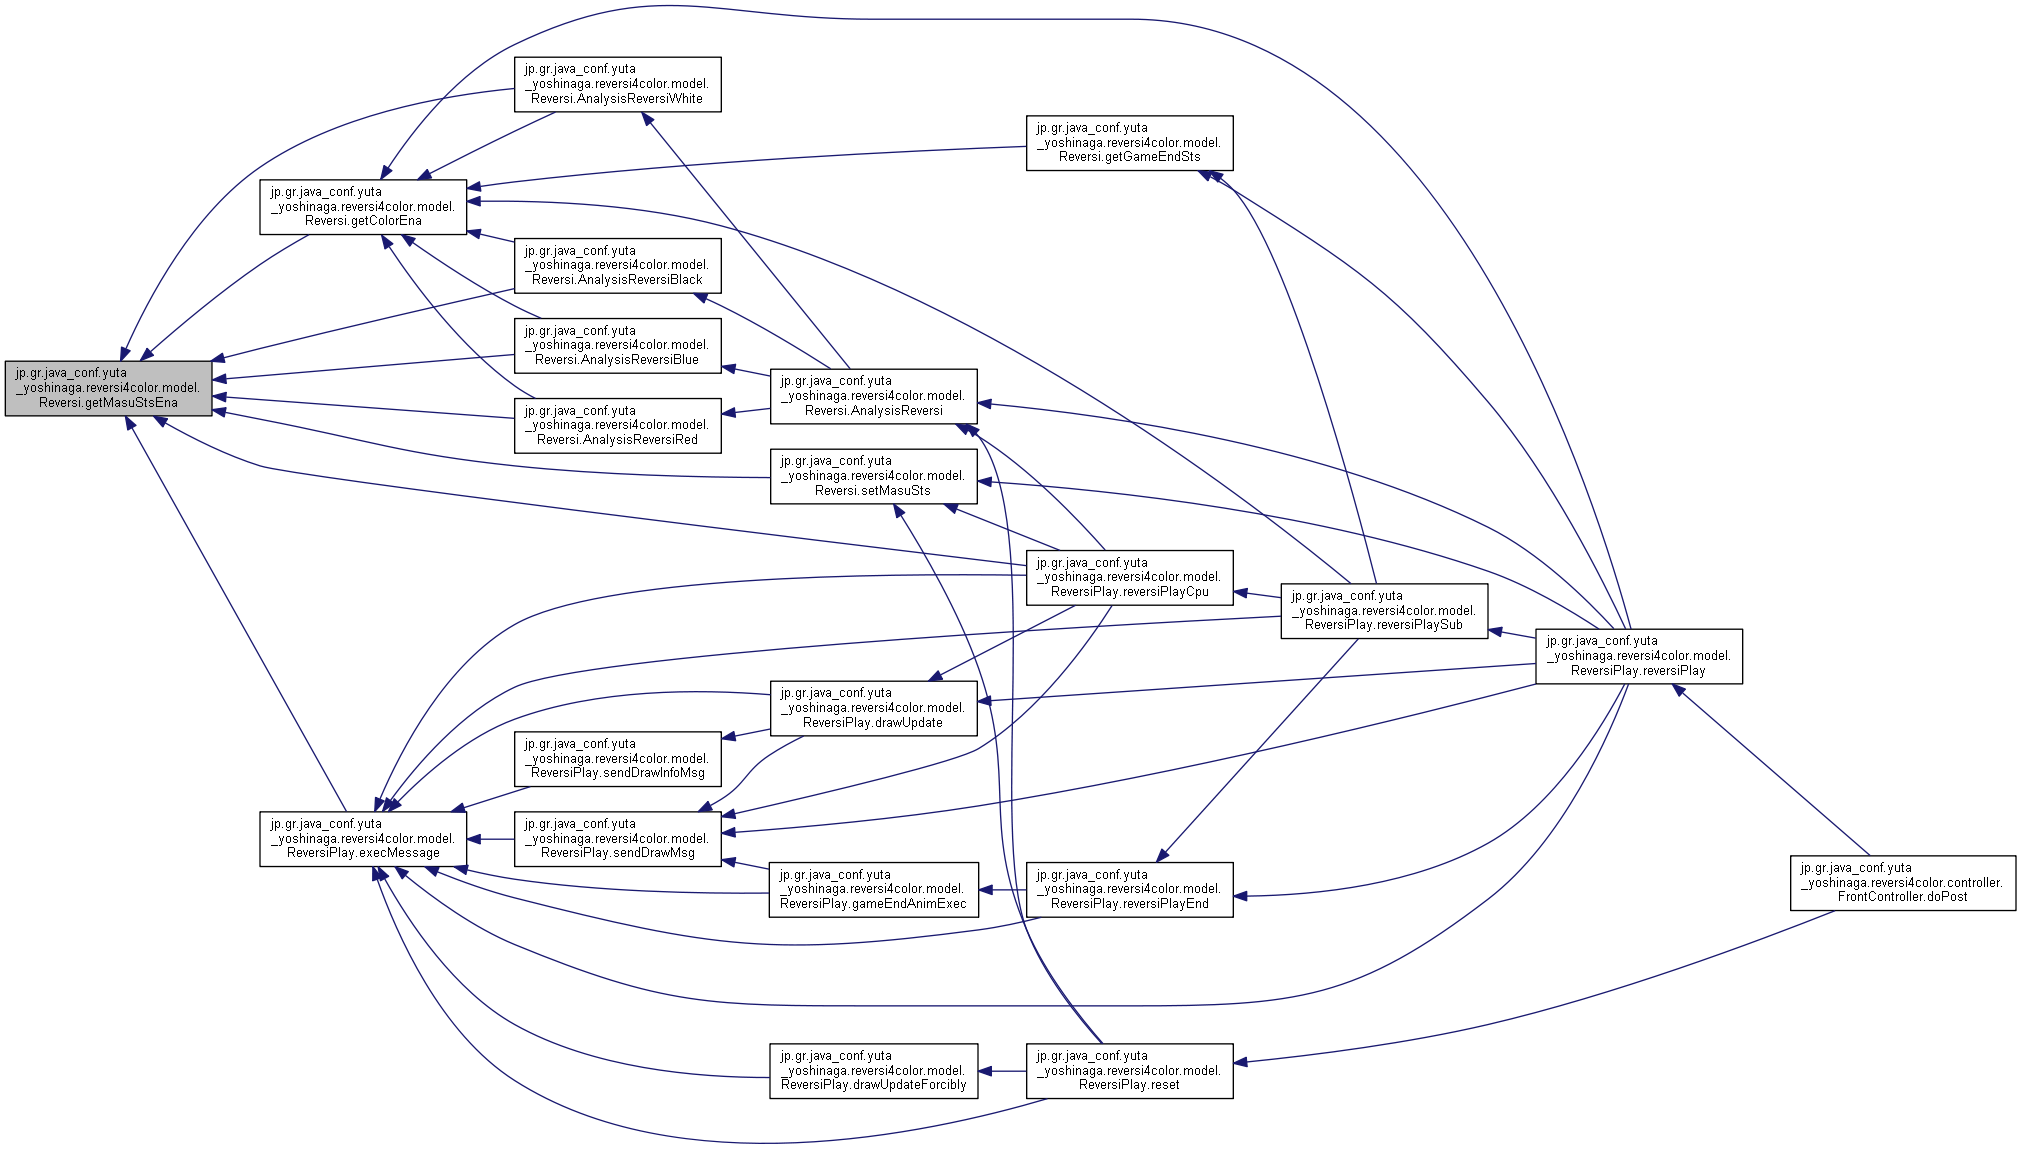 jp.gr.java_conf.yuta
_yoshinaga.reversi4color.model.
Reversi.getMasuStsEna
jp.gr.java_conf.yuta
_yoshinaga.reversi4color.model.
Reversi.getColorEna
jp.gr.java_conf.yuta
_yoshinaga.reversi4color.model.
ReversiPlay.execMessage
jp.gr.java_conf.yuta
_yoshinaga.reversi4color.model.
Reversi.AnalysisReversiWhite
jp.gr.java_conf.yuta
_yoshinaga.reversi4color.model.
Reversi.AnalysisReversiBlack
jp.gr.java_conf.yuta
_yoshinaga.reversi4color.model.
Reversi.AnalysisReversiBlue
jp.gr.java_conf.yuta
_yoshinaga.reversi4color.model.
Reversi.AnalysisReversiRed
jp.gr.java_conf.yuta
_yoshinaga.reversi4color.model.
ReversiPlay.sendDrawInfoMsg
jp.gr.java_conf.yuta
_yoshinaga.reversi4color.model.
ReversiPlay.sendDrawMsg
jp.gr.java_conf.yuta
_yoshinaga.reversi4color.model.
Reversi.AnalysisReversi
jp.gr.java_conf.yuta
_yoshinaga.reversi4color.model.
Reversi.setMasuSts
jp.gr.java_conf.yuta
_yoshinaga.reversi4color.model.
ReversiPlay.drawUpdate
jp.gr.java_conf.yuta
_yoshinaga.reversi4color.model.
ReversiPlay.gameEndAnimExec
jp.gr.java_conf.yuta
_yoshinaga.reversi4color.model.
ReversiPlay.drawUpdateForcibly
jp.gr.java_conf.yuta
_yoshinaga.reversi4color.model.
Reversi.getGameEndSts
jp.gr.java_conf.yuta
_yoshinaga.reversi4color.model.
ReversiPlay.reversiPlayCpu
jp.gr.java_conf.yuta
_yoshinaga.reversi4color.model.
ReversiPlay.reversiPlayEnd
jp.gr.java_conf.yuta
_yoshinaga.reversi4color.model.
ReversiPlay.reset
jp.gr.java_conf.yuta
_yoshinaga.reversi4color.model.
ReversiPlay.reversiPlaySub
jp.gr.java_conf.yuta
_yoshinaga.reversi4color.model.
ReversiPlay.reversiPlay
jp.gr.java_conf.yuta
_yoshinaga.reversi4color.controller.
FrontController.doPost